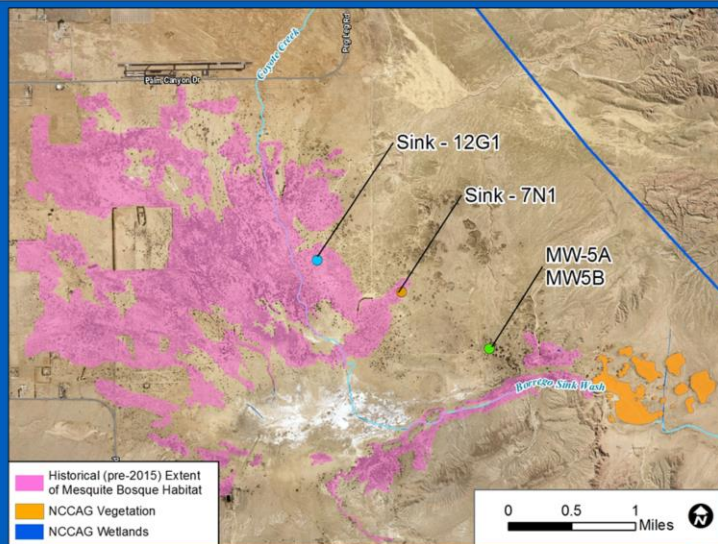 Coyote Creek
Peg Leg Rd
Palm Canyon Dr
Sink - 12G1
Sink - 7N1
MW-5A
MW5B
Borrego Sink Wash
Historical (pre-2015) Extent
of Mesquite Bosque Habitat
NCCAG Vegetation
NCCAG Wetlands
0 0.5 1
Miles
N